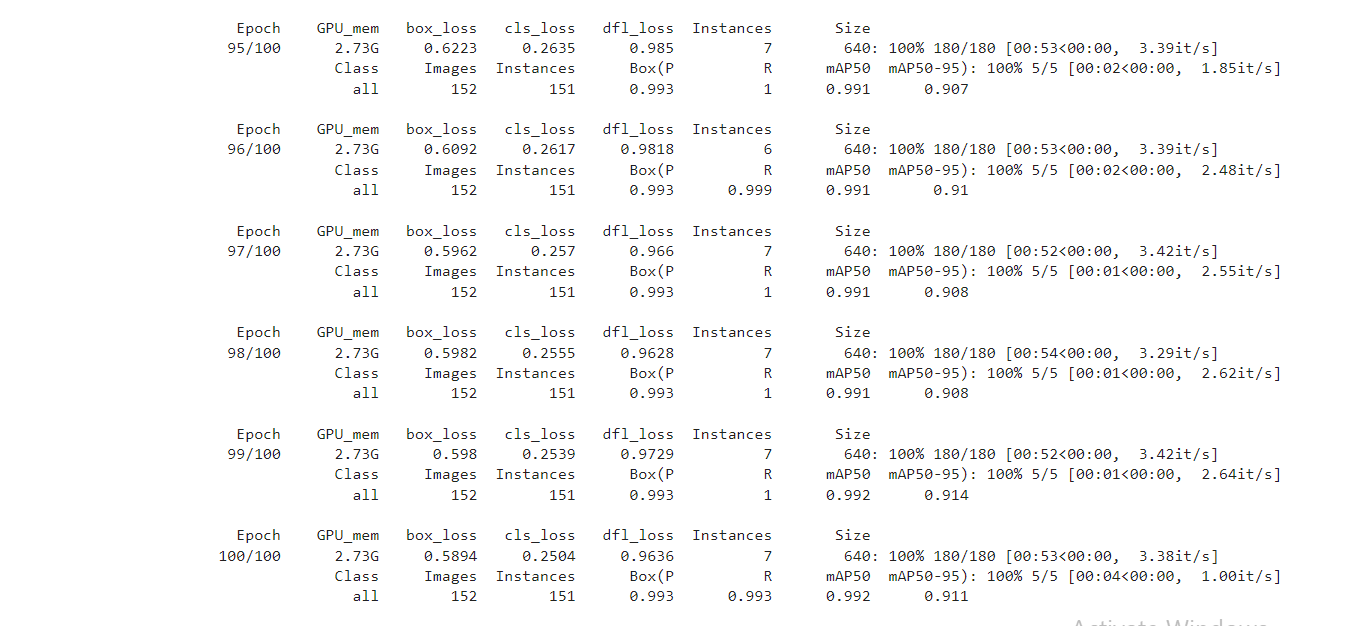 Epoch GPU_mem box_loss cls_loss dfl_loss Instances Size
95/100 2.73G 0.6223 0.2635 0.985 7 640: 100% 180/180 [00:53<00:00, 3.39it/s]
Class Images Instances Box(P R mAP50 mAP50-95): 100% 5/5 [00:02<00:00, 1.85it/s]
all 152 151 0.993 1 0.991 0.907
Epoch GPU_mem box_loss cls_loss dfl_loss Instances Size
96/100 2.73G 0.6092 0.2617 0.9818 6 640: 100% 180/180 [00:53<00:00, 3.39it/s]
Class Images Instances Box(P R mAP50 mAP50-95): 100% 5/5 [00:02<00:00, 2.48it/s]
all 152 151 0.993 0.999 0.991 0.91
Epoch GPU_mem box_loss cls_loss dfl_loss Instances Size
97/100 2.73G 0.5962 0.257 0.966 7 640: 100% 180/180 [00:52<00:00, 3.42it/s]
Class Images Instances Box(P R mAP50 mAP50-95): 100% 5/5 [00:01<00:00, 2.55it/s]
all 152 151 0.993 1 0.991 0.908
Epoch GPU_mem box_loss cls_loss dfl_loss Instances Size
98/100 2.73G 0.5982 0.2555 0.9628 7 640: 100% 180/180 [00:54<00:00, 3.29it/s]
Class Images Instances Box(P R mAP50 mAP50-95): 100% 5/5 [00:01<00:00, 2.62it/s]
all 152 151 0.993 1 0.991 0.908
Epoch GPU_mem box_loss cls_loss dfl_loss Instances Size
99/100 2.73G 0.598 0.2539 0.9729 7 640: 100% 180/180 [00:52<00:00, 3.42it/s]
Class Images Instances Box(P R mAP50 mAP50-95): 100% 5/5 [00:01<00:00, 2.64it/s]
all 152 151 0.993 1 0.992 0.914
Epoch GPU_mem box_loss cls_loss dfl_loss Instances Size
100/100 2.73G 0.5894 0.2504 0.9636 7 640: 100% 180/180 [00:53<00:00, 3.38it/s]
Class Images Instances Box(P R mAP50 mAP50-95): 100% 5/5 [00:04<00:00, 1.00it/s]
all 152 151 0.993 0.993 0.992 0.911
Activate Windows